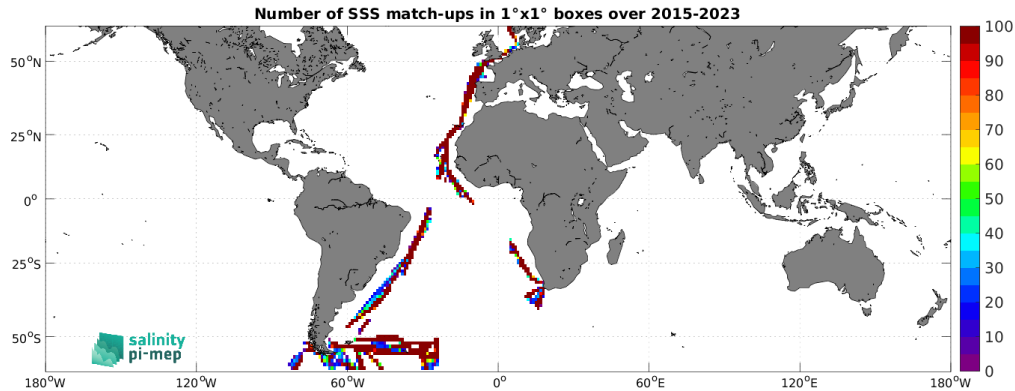 Number of SSS match-ups in 1°x1° boxes over 2015-2023
50°N
25°N
0°
25°S
50°S
180°W
120°W
60°W
0°
60°E
120°E
180°W
100
90
80
70
60
50
40
30
20
10
0
salinity
pi-mep